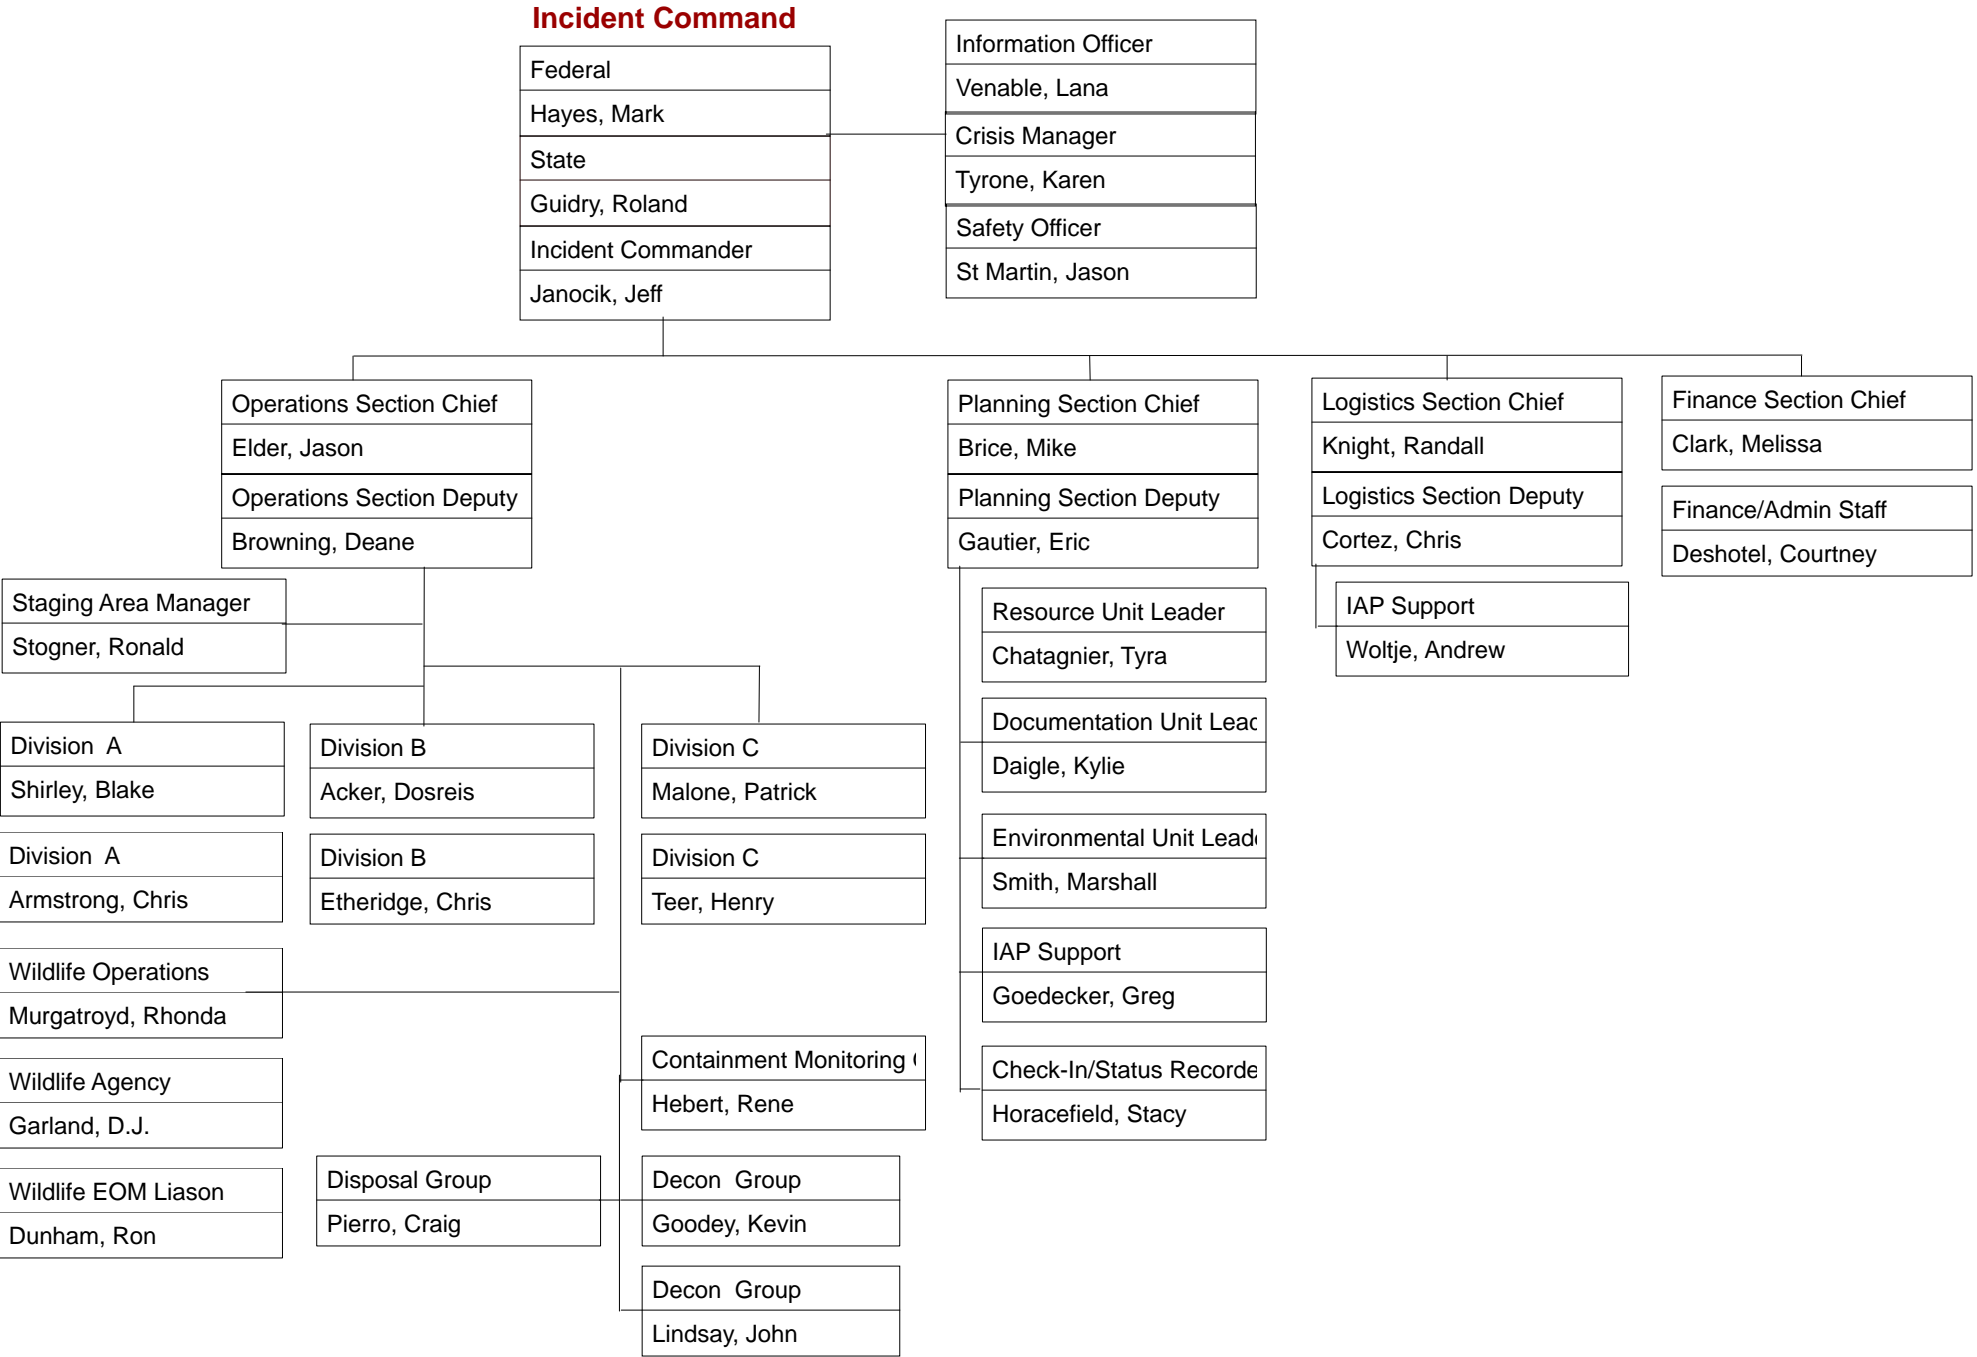 Incident Command
Federal
Hayes, Mark
State
Guidry, Roland
Incident Commander
Janocik, Jeff
Information Officer
Venable, Lana
Crisis Manager
Tyrone, Karen
Safety Officer
St Martin, Jason
Operations Section Chief
Elder, Jason
Operations Section Deputy
Browning, Deane
Planning Section Chief
Brice, Mike
Planning Section Deputy
Gautier, Eric
Logistics Section Chief
Knight, Randall
Logistics Section Deputy
Cortez, Chris
Finance Section Chief
Clark, Melissa
Finance/Admin Staff
Deshotel, Courtney
Staging Area Manager
Stogner, Ronald
Division A
Shirley, Blake
Division A
Armstrong, Chris
Division B
Acker, Dosreis
Division B
Etheridge, Chris
Division C
Malone, Patrick
Division C
Teer, Henry
Wildlife Operations
Murgatroyd, Rhonda
Wildlife Agency
Garland, D.J.
Wildlife EOM Liason
Dunham, Ron
Containment Monitoring
Hebert, Rene
Disposal Group
Pierro, Craig
Decon Group
Goodey, Kevin
Decon Group
Lindsay, John
Resource Unit Leader
Chatagnier, Tyra
Documentation Unit
Daigle, Kylie
Environmental Unit
Smith, Marshall
IAP Support
Goedecker, Greg
Check-In/Status Recorde
Horacefield, Stacy
IAP Support
Woltje, Andrew